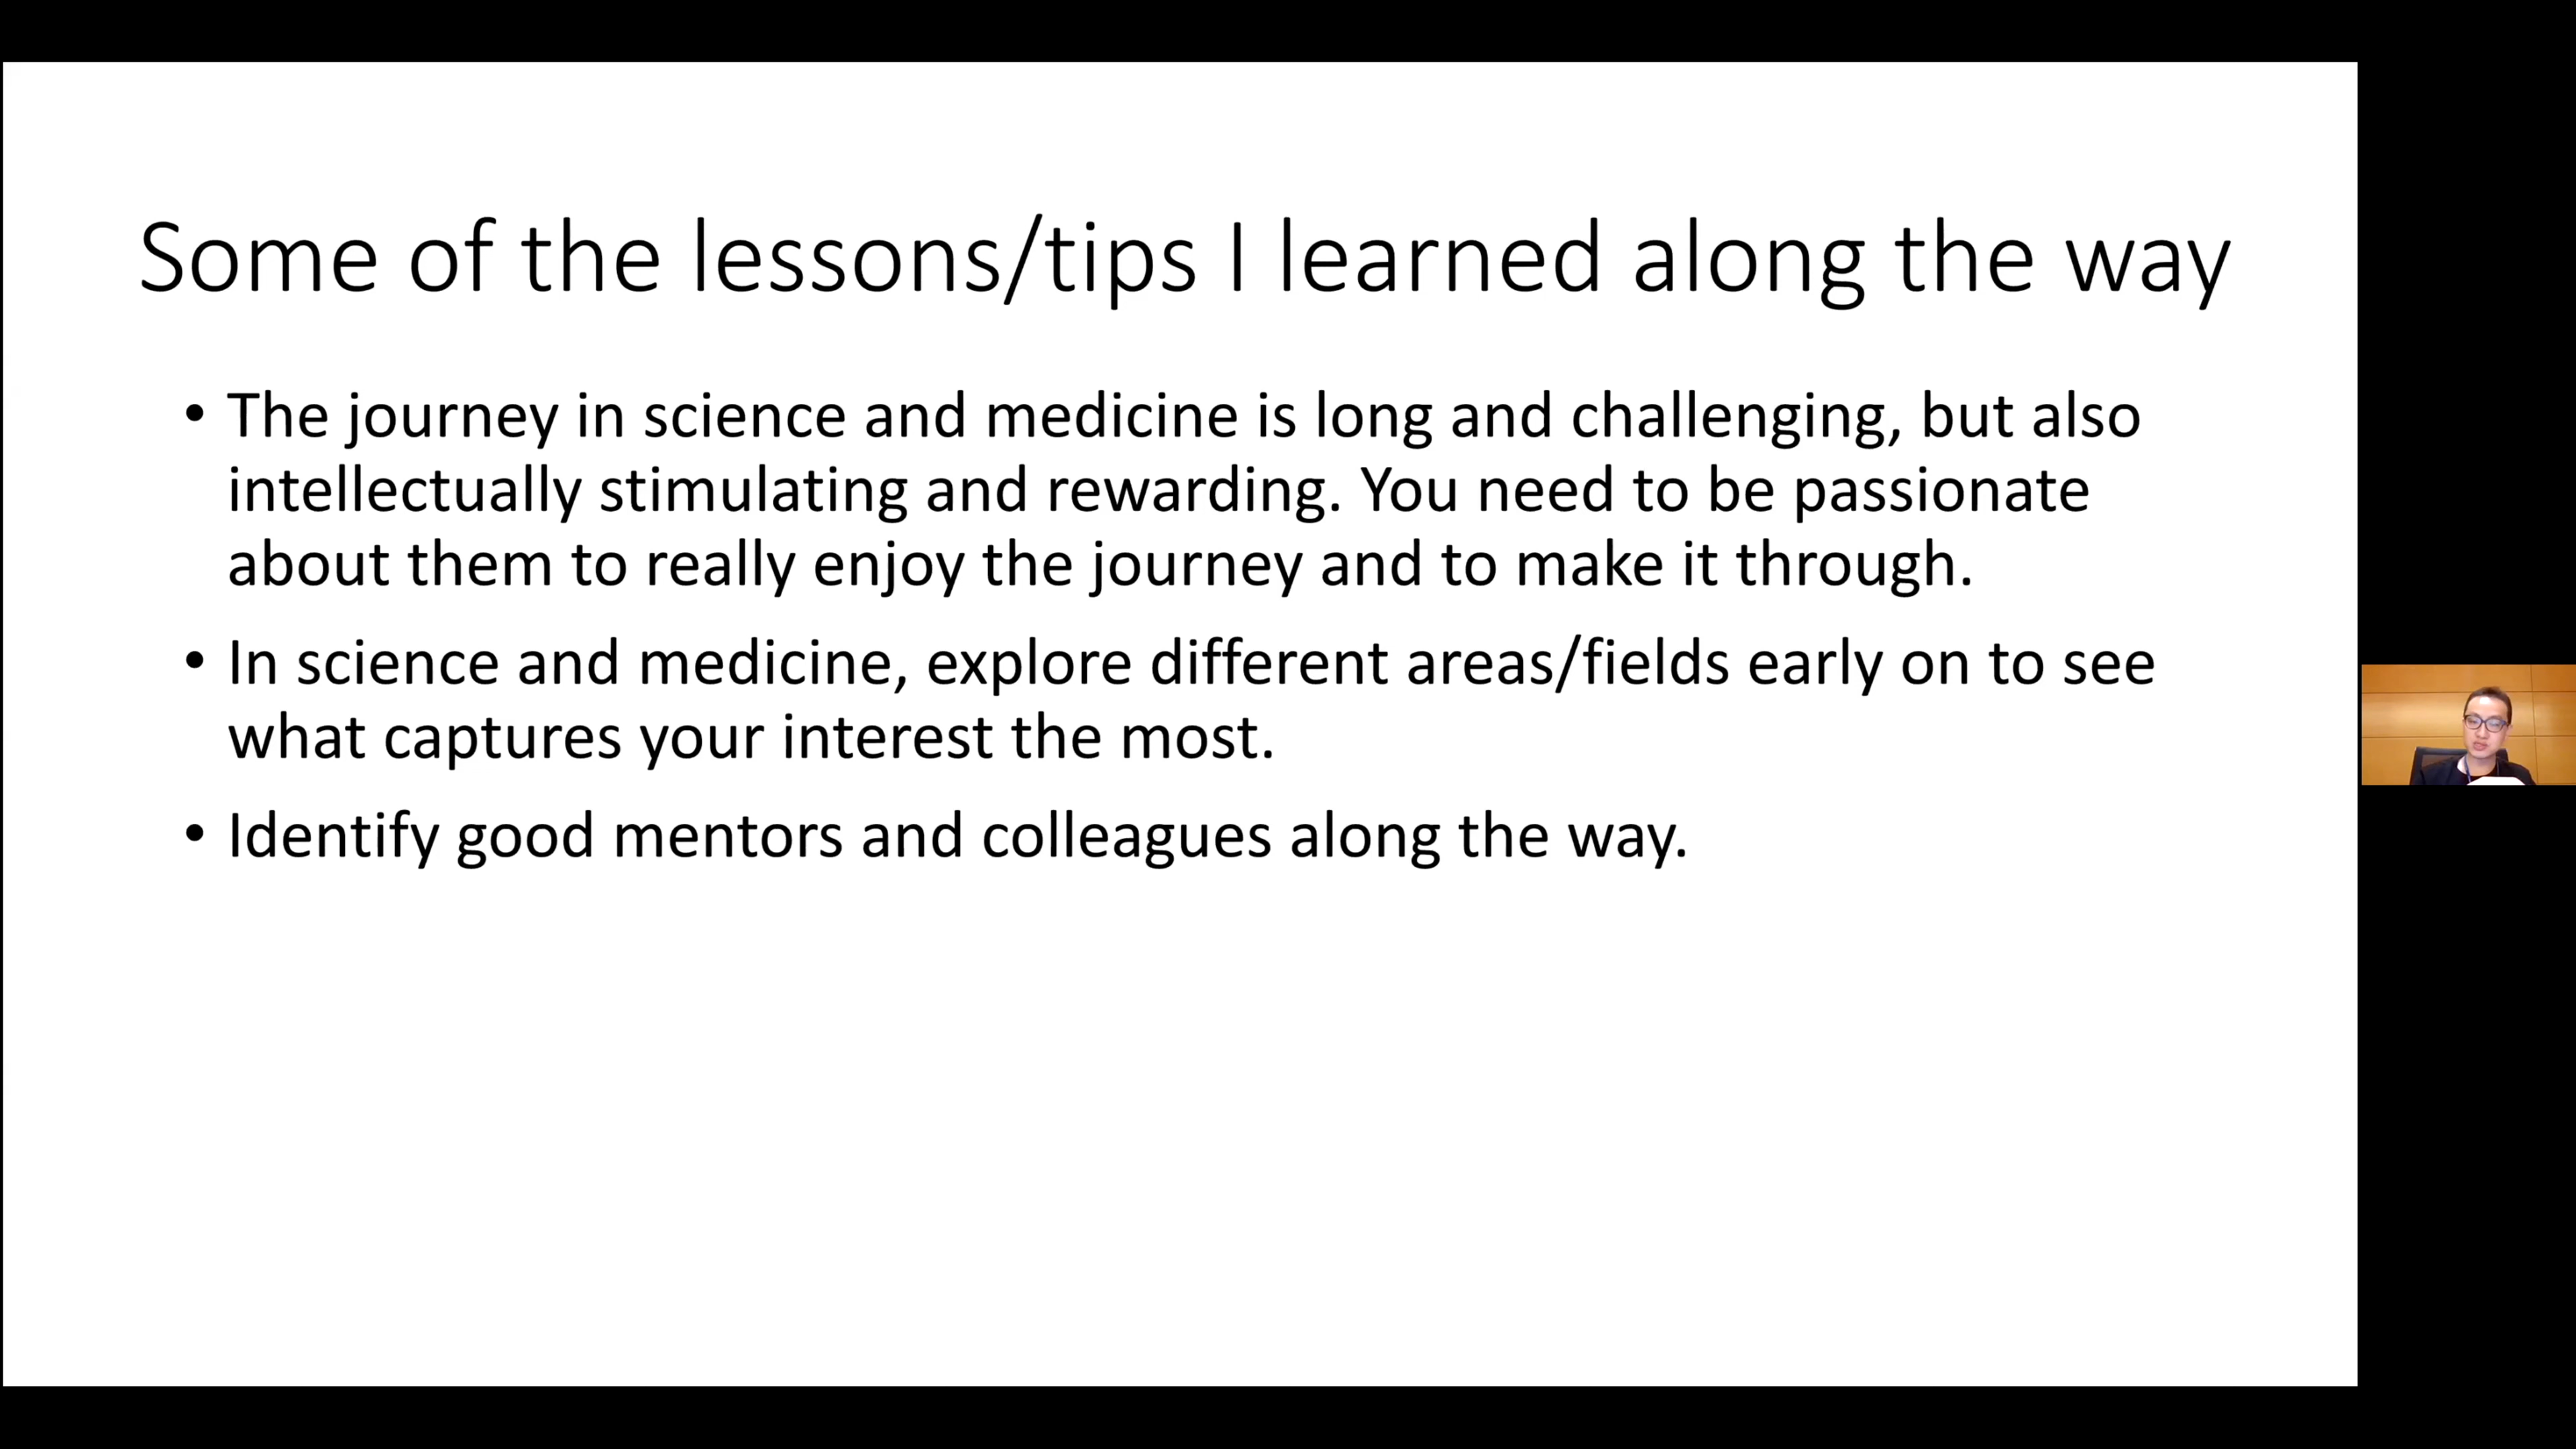 Some of the lessons/tips I learned along the way
• The journey in science and medicine is long and challenging, but also
intellectually stimulating and rewarding. You need to be passionate
about them to really enjoy the journey and to make it through.
• In science and medicine, explore different areas/fields early on to see
what captures your interest the most.
• Identify good mentors and colleagues along the way.